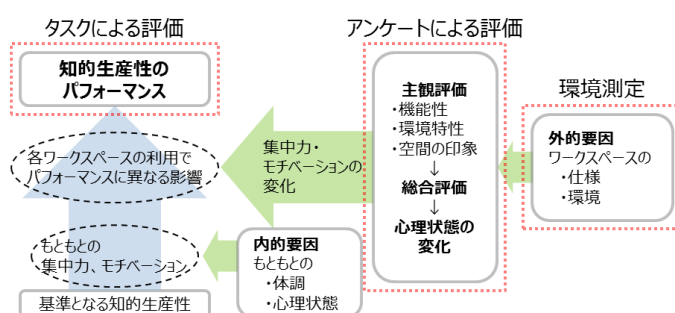 タスクによる評価
アンケートによる評価
知的生産性の
パフォーマンス
主観評価
・機能性
・環境特性
・空間の印象
↓
総合評価
↓
心理状態の
変化
環境測定
外的要因
ワークスペースの
・仕様
・環境
各ワークスペースの利用で
パフォーマンスに異なる影響
集中力・
モチベーションの
変化
もともとの
集中力、モチベーション
内的要因
もともとの
・体調
・心理状態
基準となる知的生産性